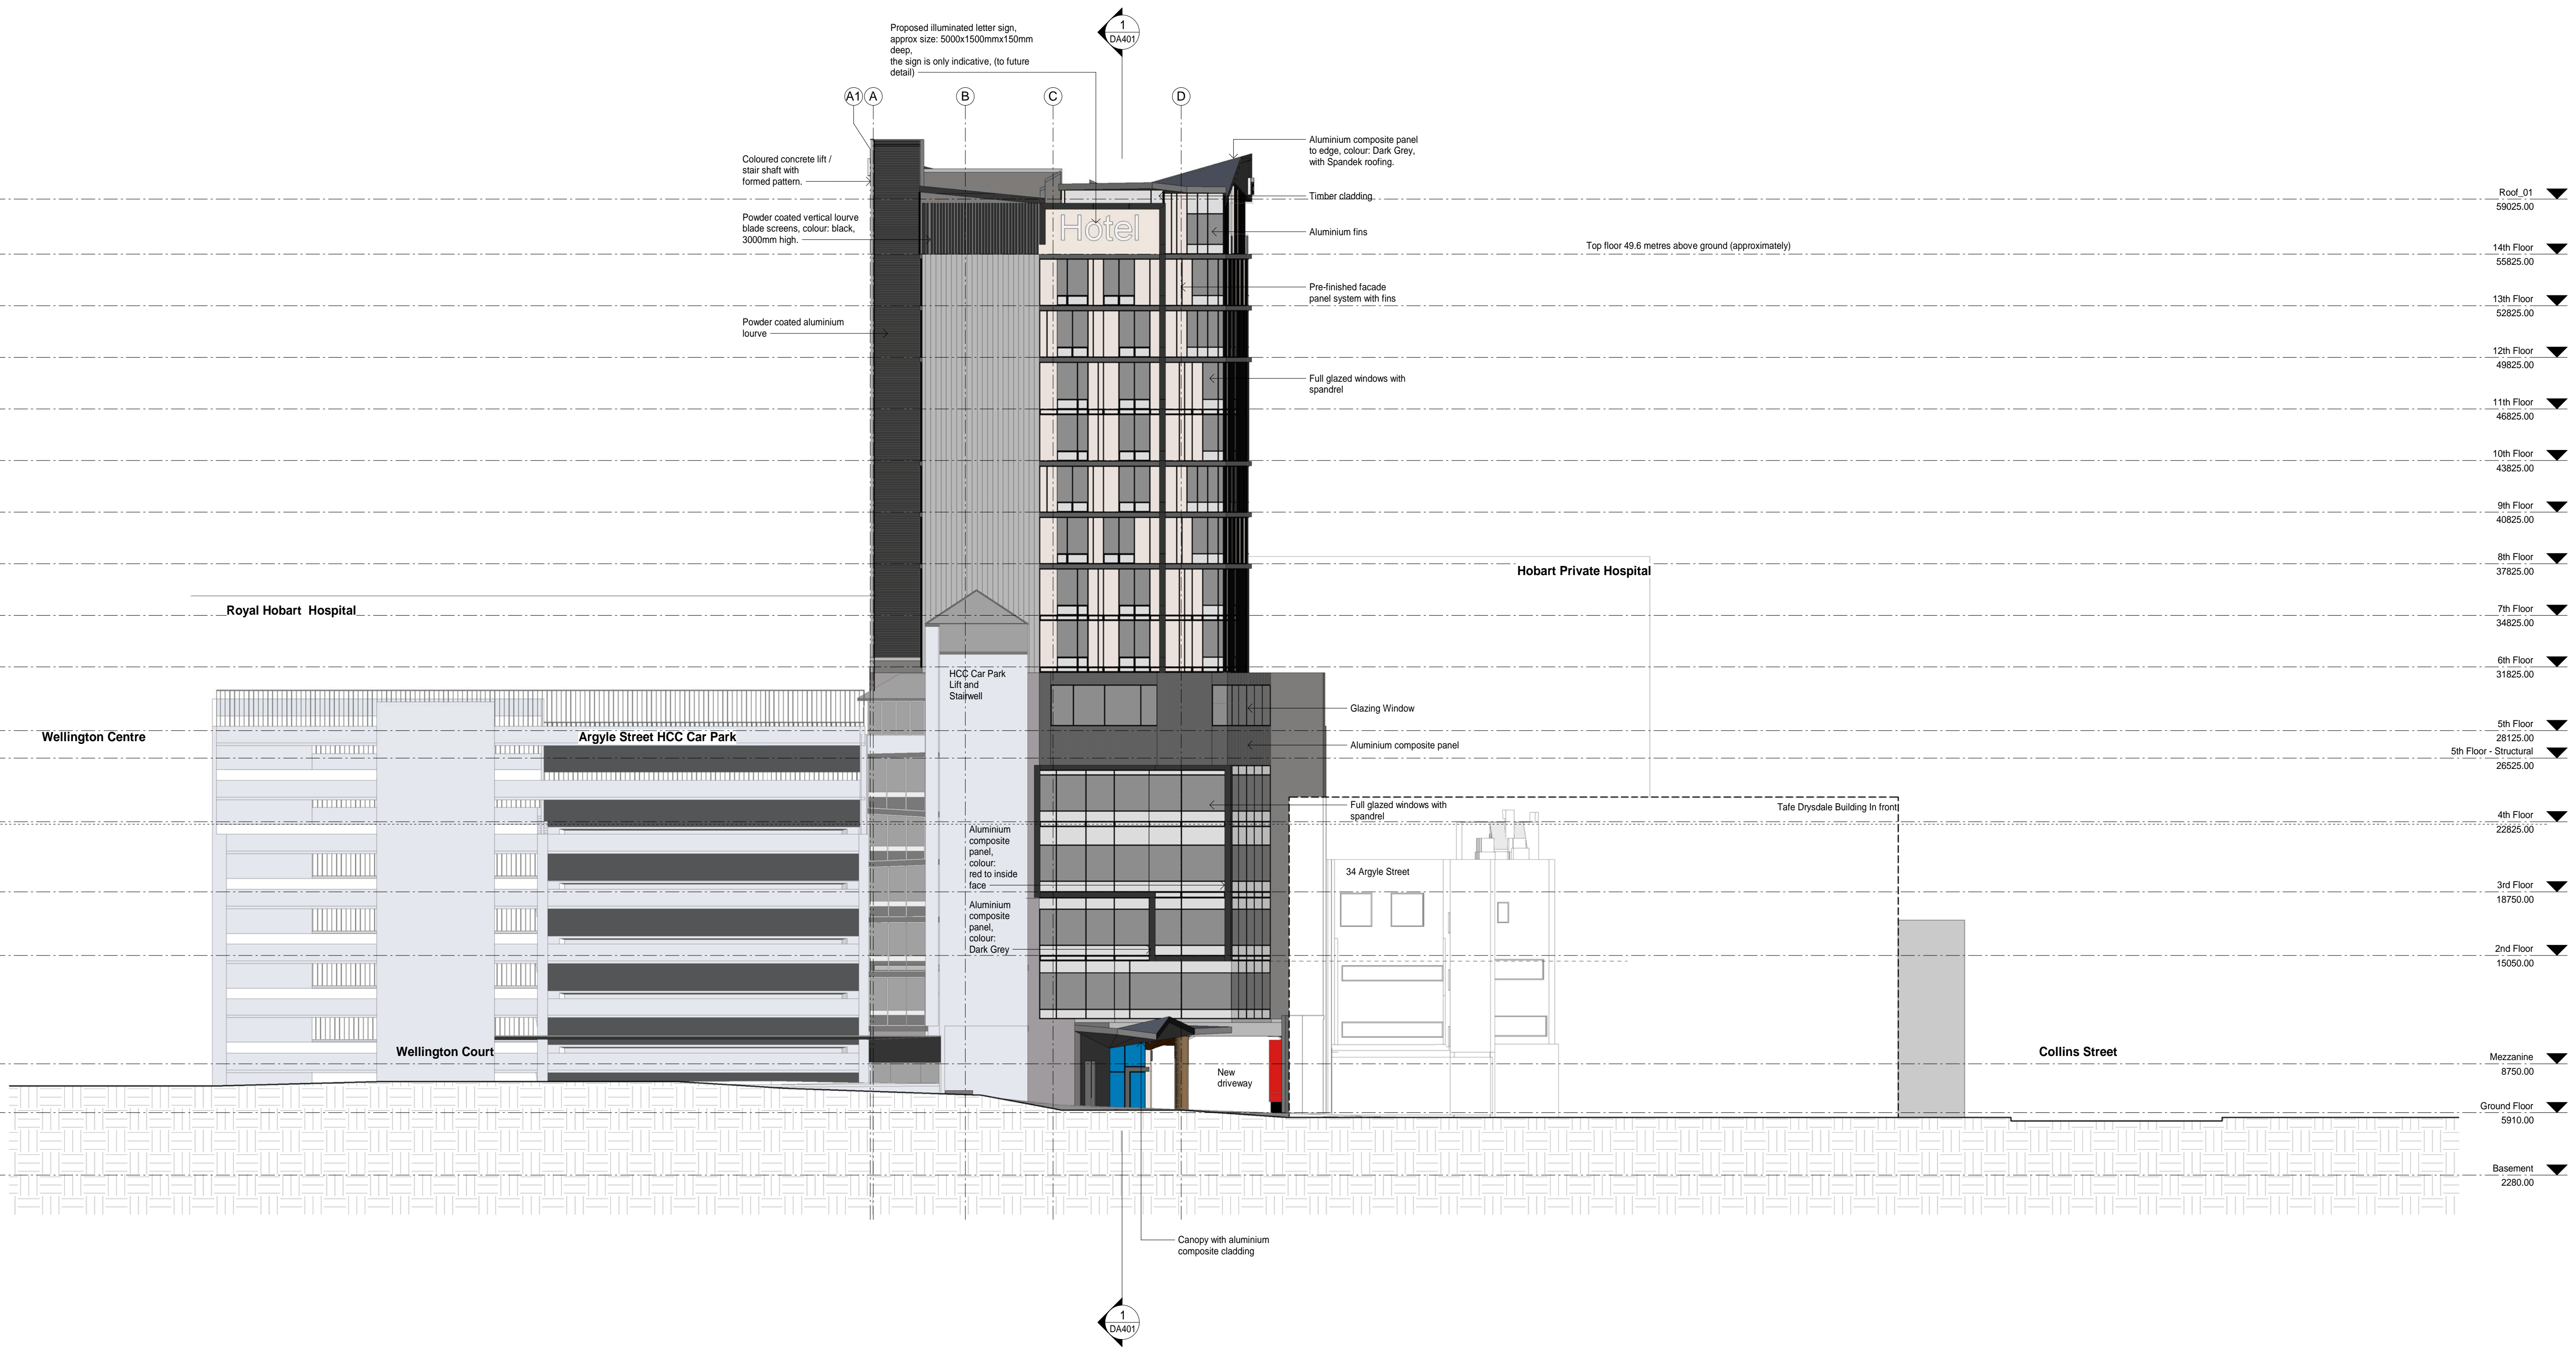 1
DA401
Proposed illuminated letter sign,
approx size: 5000x1500mmx150mm
deep,
the sign is only indicative, (to future
detail)
A1
A
B
C
D
Coloured concrete lift /
stair shaft with
formed pattern.
Powder coated vertical lourve
blade screens, colour: black,
3000mm high.
Powder coated aluminium
lourve
Hotel
Aluminium composite panel
to edge, colour: Dark Grey,
with Spandek roofing.
Timber cladding
Aluminium fins
Pre-finished facade
panel system with fins
Full glazed windows with
spandrel
Top floor 49.6 metres above ground (approximately)
Roof_01
59025.00
14th Floor
55825.00
13th Floor
52825.00
12th Floor
49825.00
11th Floor
46825.00
10th Floor
43825.00
9th Floor
40825.00
8th Floor
37825.00
7th Floor
34825.00
6th Floor
31825.00
5th Floor
28125.00
5th Floor - Structural
26525.00
4th Floor
22825.00
3rd Floor
18750.00
2nd Floor
15050.00
Mezzanine
8750.00
Ground Floor
5910.00
Basement
2280.00
Hobart Private Hospital
Royal Hobart Hospital
HCC Car Park
Lift and
Stairwell
Wellington Centre
Argyle Street HCC Car Park
Glazing Window
Aluminium composite panel
Full glazed windows with
spandrel
Tafe Drysdale Building In front
Aluminium
composite
panel,
colour:
red to inside
face
Aluminium
composite
panel,
colour:
Dark Grey
34 Argyle Street
Wellington Court
New
driveway
Collins Street
Canopy with aluminium
composite cladding
1
DA401